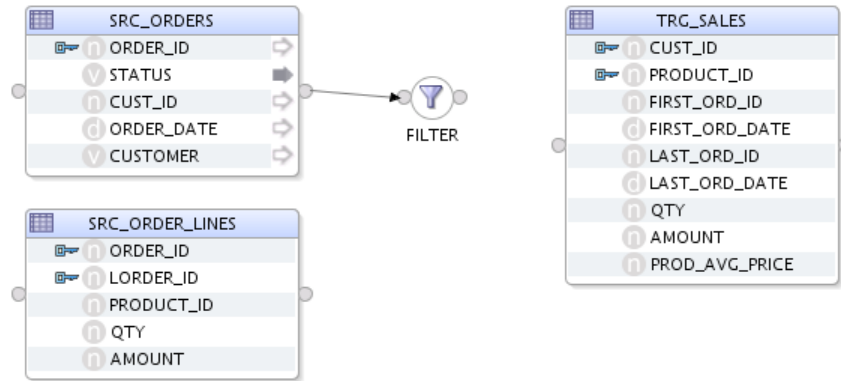 SRC_ORDERS
n ORDER_ID
v STATUS
n CUST_ID
d ORDER_DATE
v CUSTOMER
FILTER
SRC_ORDER_LINES
n ORDER_ID
n LORDER_ID
n PRODUCT_ID
n QTY
n AMOUNT
TRG_SALES
n CUST_ID
n PRODUCT_ID
n FIRST_ORD_ID
d FIRST_ORD_DATE
n LAST_ORD_ID
d LAST_ORD_DATE
n QTY
n AMOUNT
n PROD_AVG_PRICE